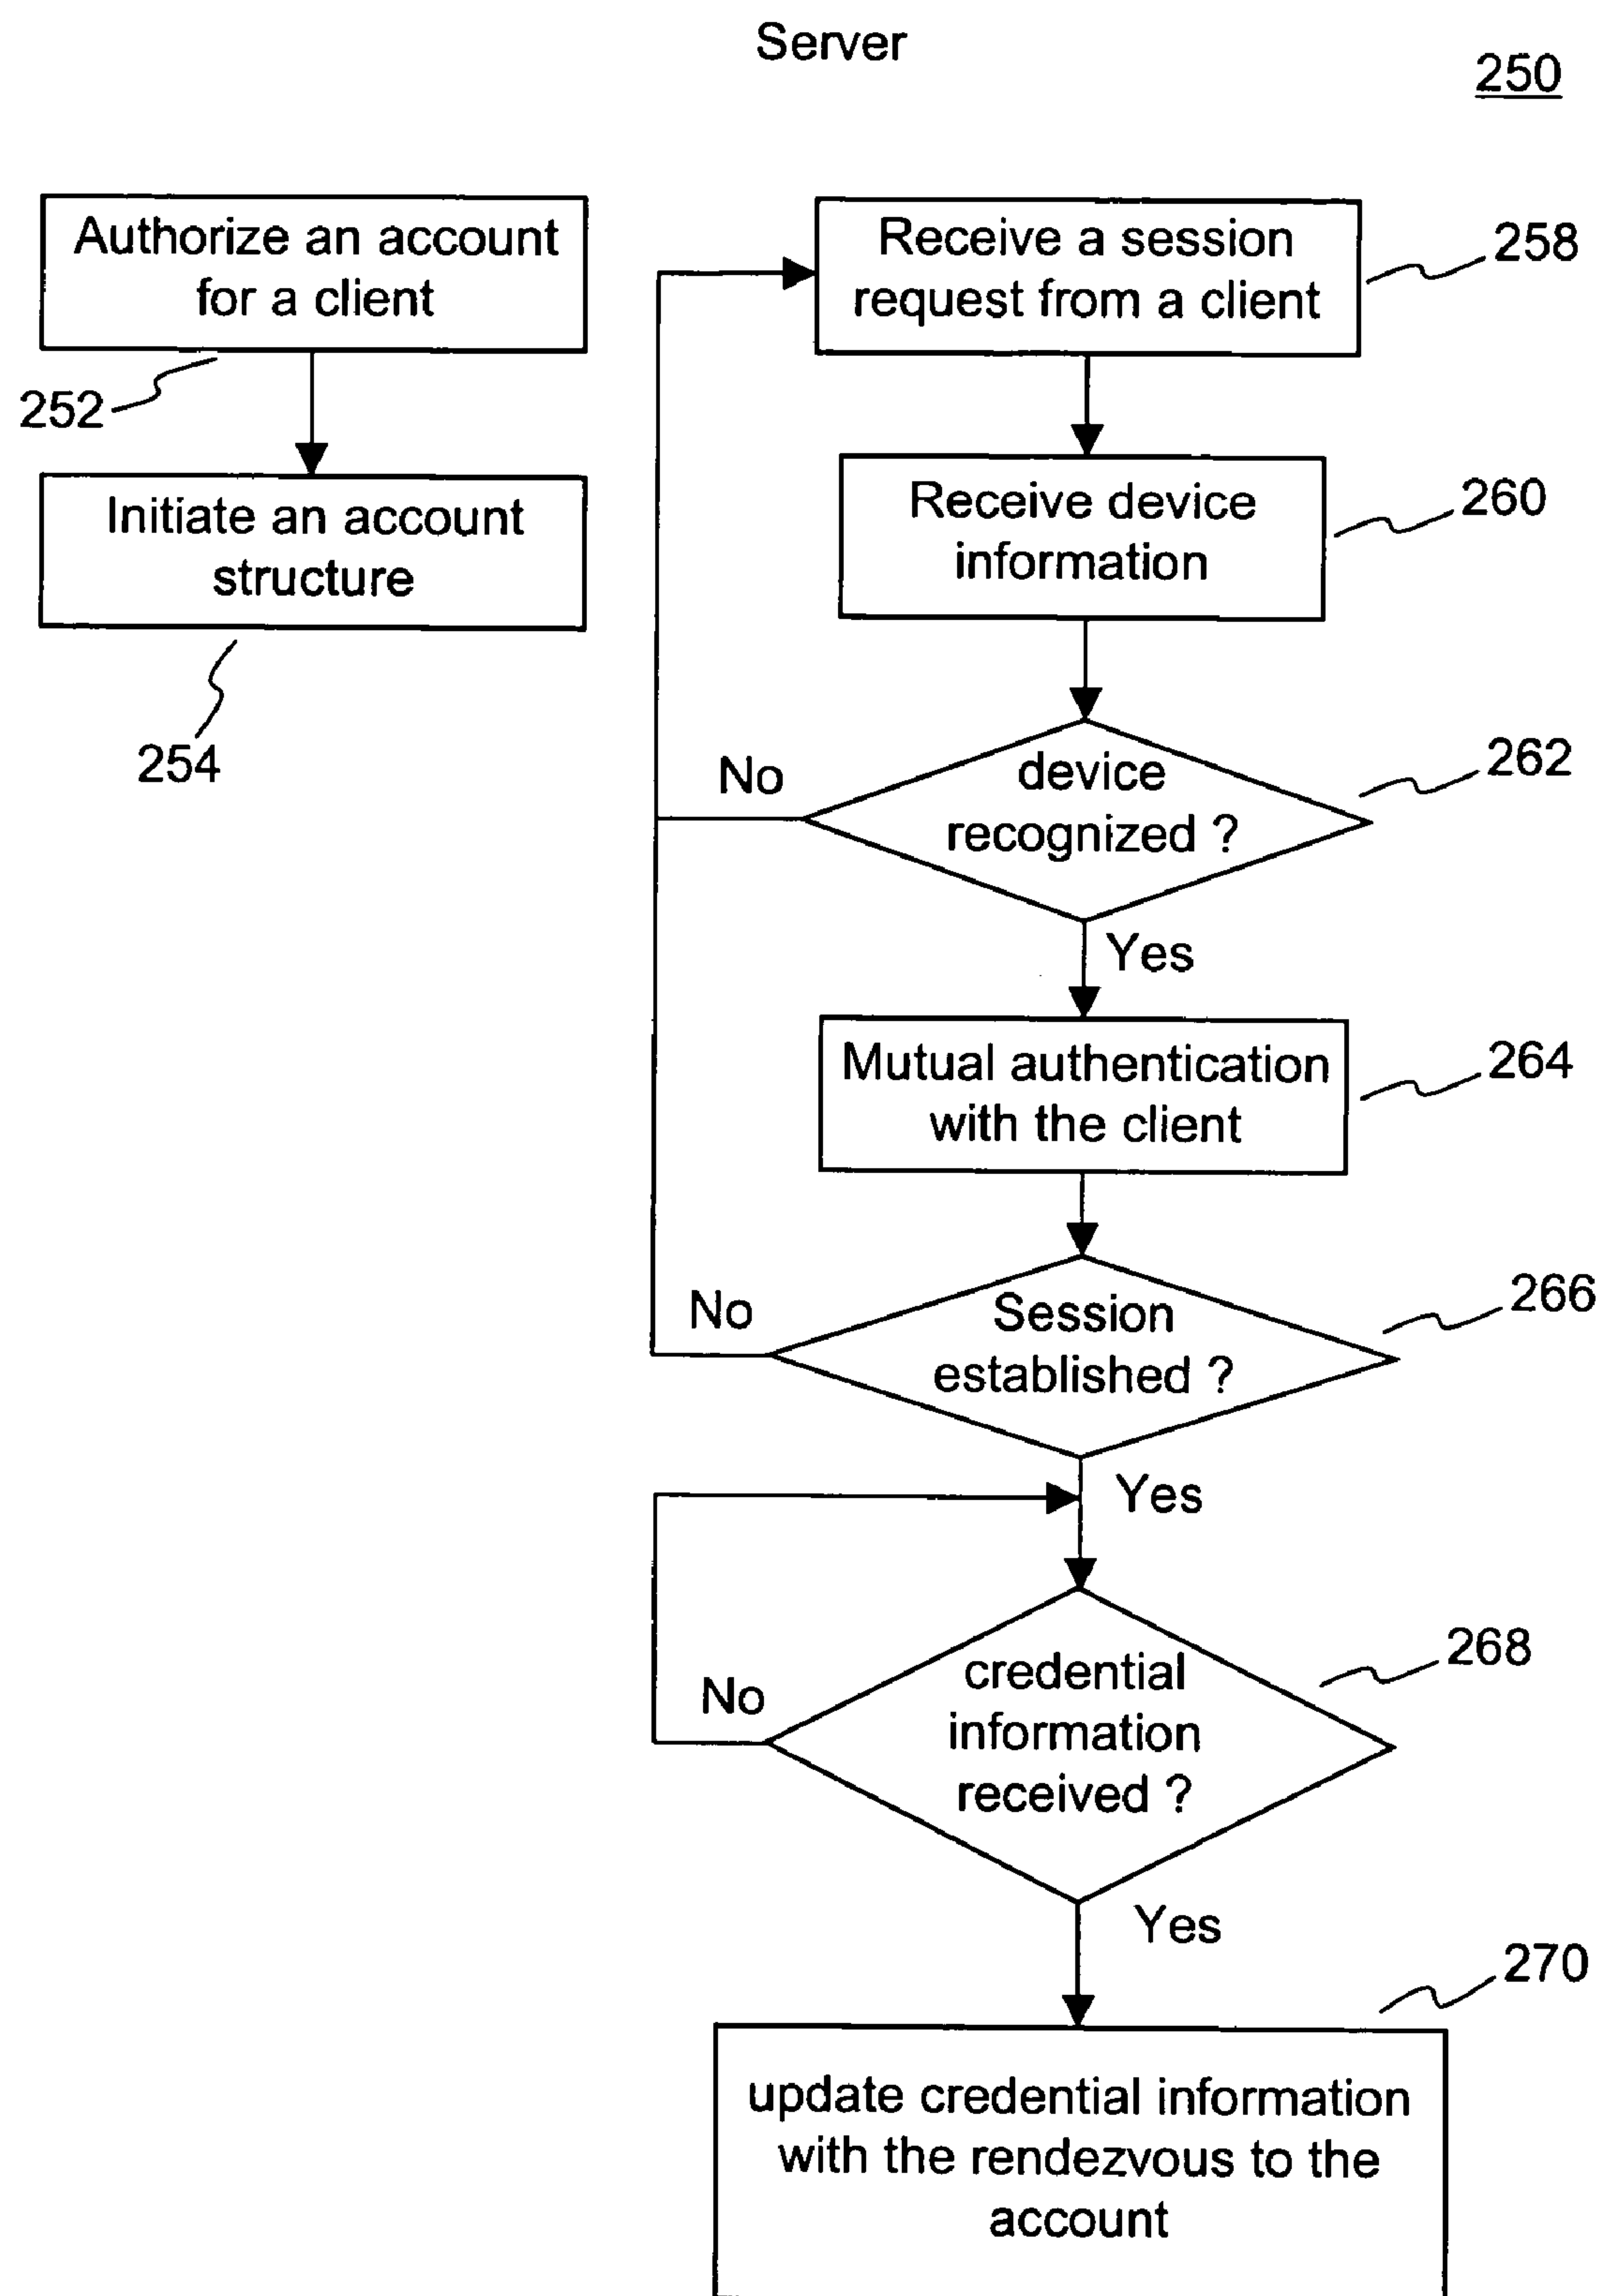 Server
250
Authorize an account
for a client
252
Initiate an account
structure
254
Receive a session
request from a client
258
Receive device
information
260
device
recognized ?
262
No
Yes
Mutual authentication
with the client
264
Session
established ?
266
No
Yes
credential
information
received ?
268
No
Yes
270
update credential information
with the rendezvous to the
account